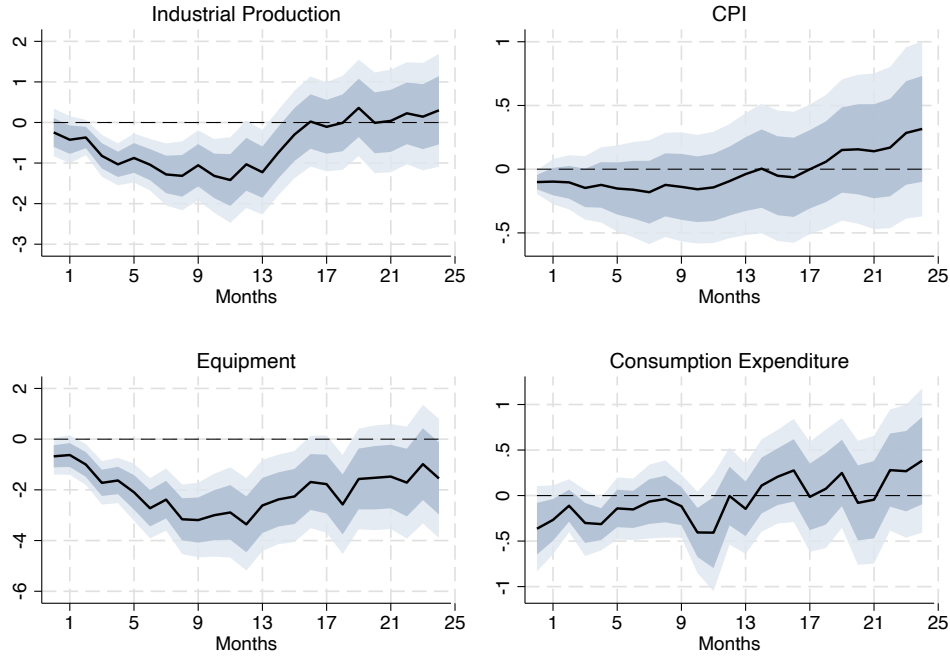 Industrial Production
2
1
0
-1
-2
-3
1 5 9 13 17 21 25
Months
CPI
1
.5
0
-.5
1 5 9 13 17 21 25
Months
Equipment
2
0
-2
-4
-6
1 5 9 13 17 21 25
Months
Consumption Expenditure
1
.5
0
-.5
-1
1 5 9 13 17 21 25
Months